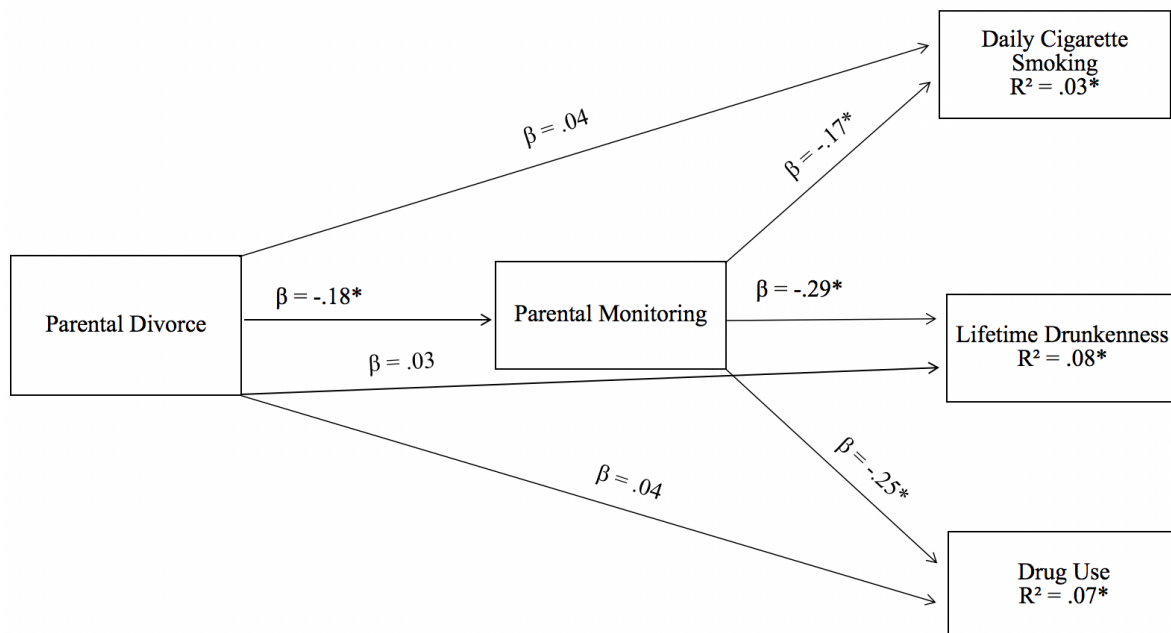 Daily Cigarette
Smoking
R² = .03*
β = .04
β = -.17*
β = -.18*
Parental Divorce
Parental Monitoring
β = -.29*
Lifetime Drunkenness
R² = .08*
β = .03
β = .04
β = -.25*
Drug Use
R² = .07*